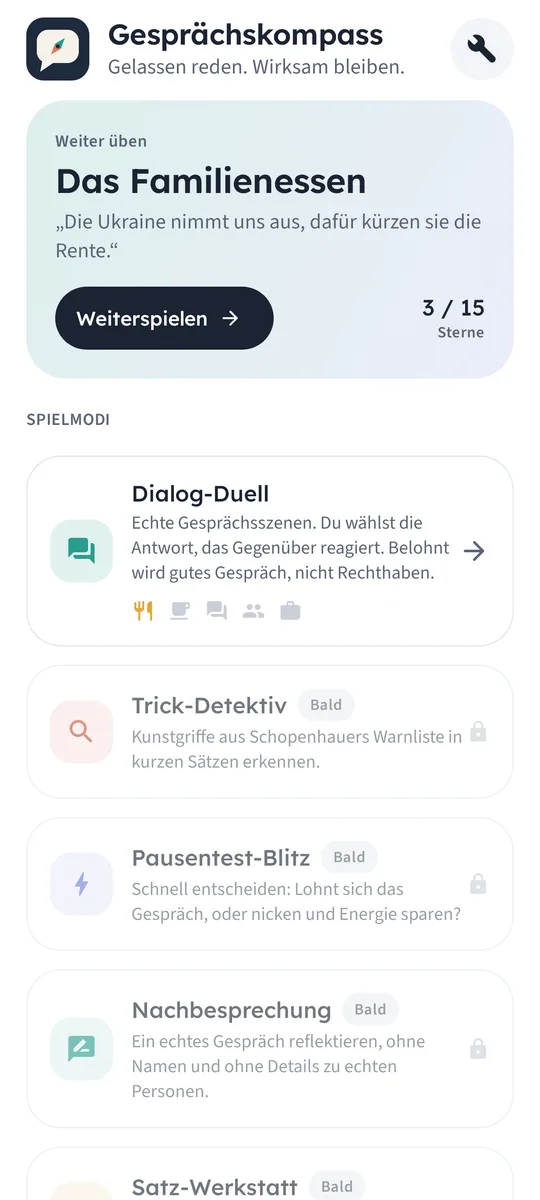 Gesprächskompass
Gelassen reden. Wirksam bleiben.
Weiter üben
Das Familienessen
„Die Ukraine nimmt uns aus, dafür kürzen sie die
Rente.“
Weiterspielen
3 / 15
Sterne
SPIELMODI
Dialog-Duell
Echte Gesprächsszenen. Du wählst die
Antwort, das Gegenüber reagiert. Belohnt
wird gutes Gespräch, nicht Rechthaben.
Trick-Detektiv Bald
Kunstgriffe aus Schopenhauers Warnliste in
kurzen Sätzen erkennen.
Pausentest-Blitz Bald
Schnell entscheiden: Lohnt sich das
Gespräch, oder nicken und Energie sparen?
Nachbesprechung Bald
Ein echtes Gespräch reflektieren, ohne
Namen und ohne Details zu echten
Personen.
Satz-Werkstatt Bald